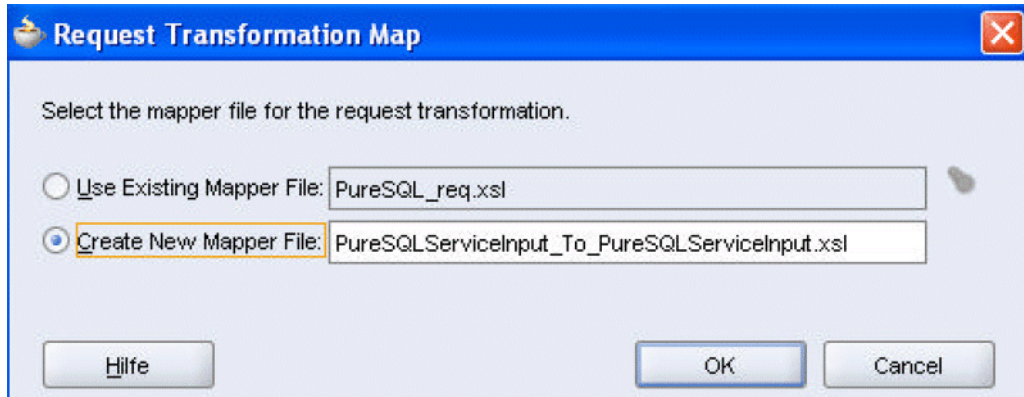 Request Transformation Map
Select the mapper file for the request transformation.
Use Existing Mapper File: PureSQL_req.xsl
Create New Mapper File: PureSQLServiceInput_To_PureSQLServiceInput.xsl
Hilfe OK Cancel